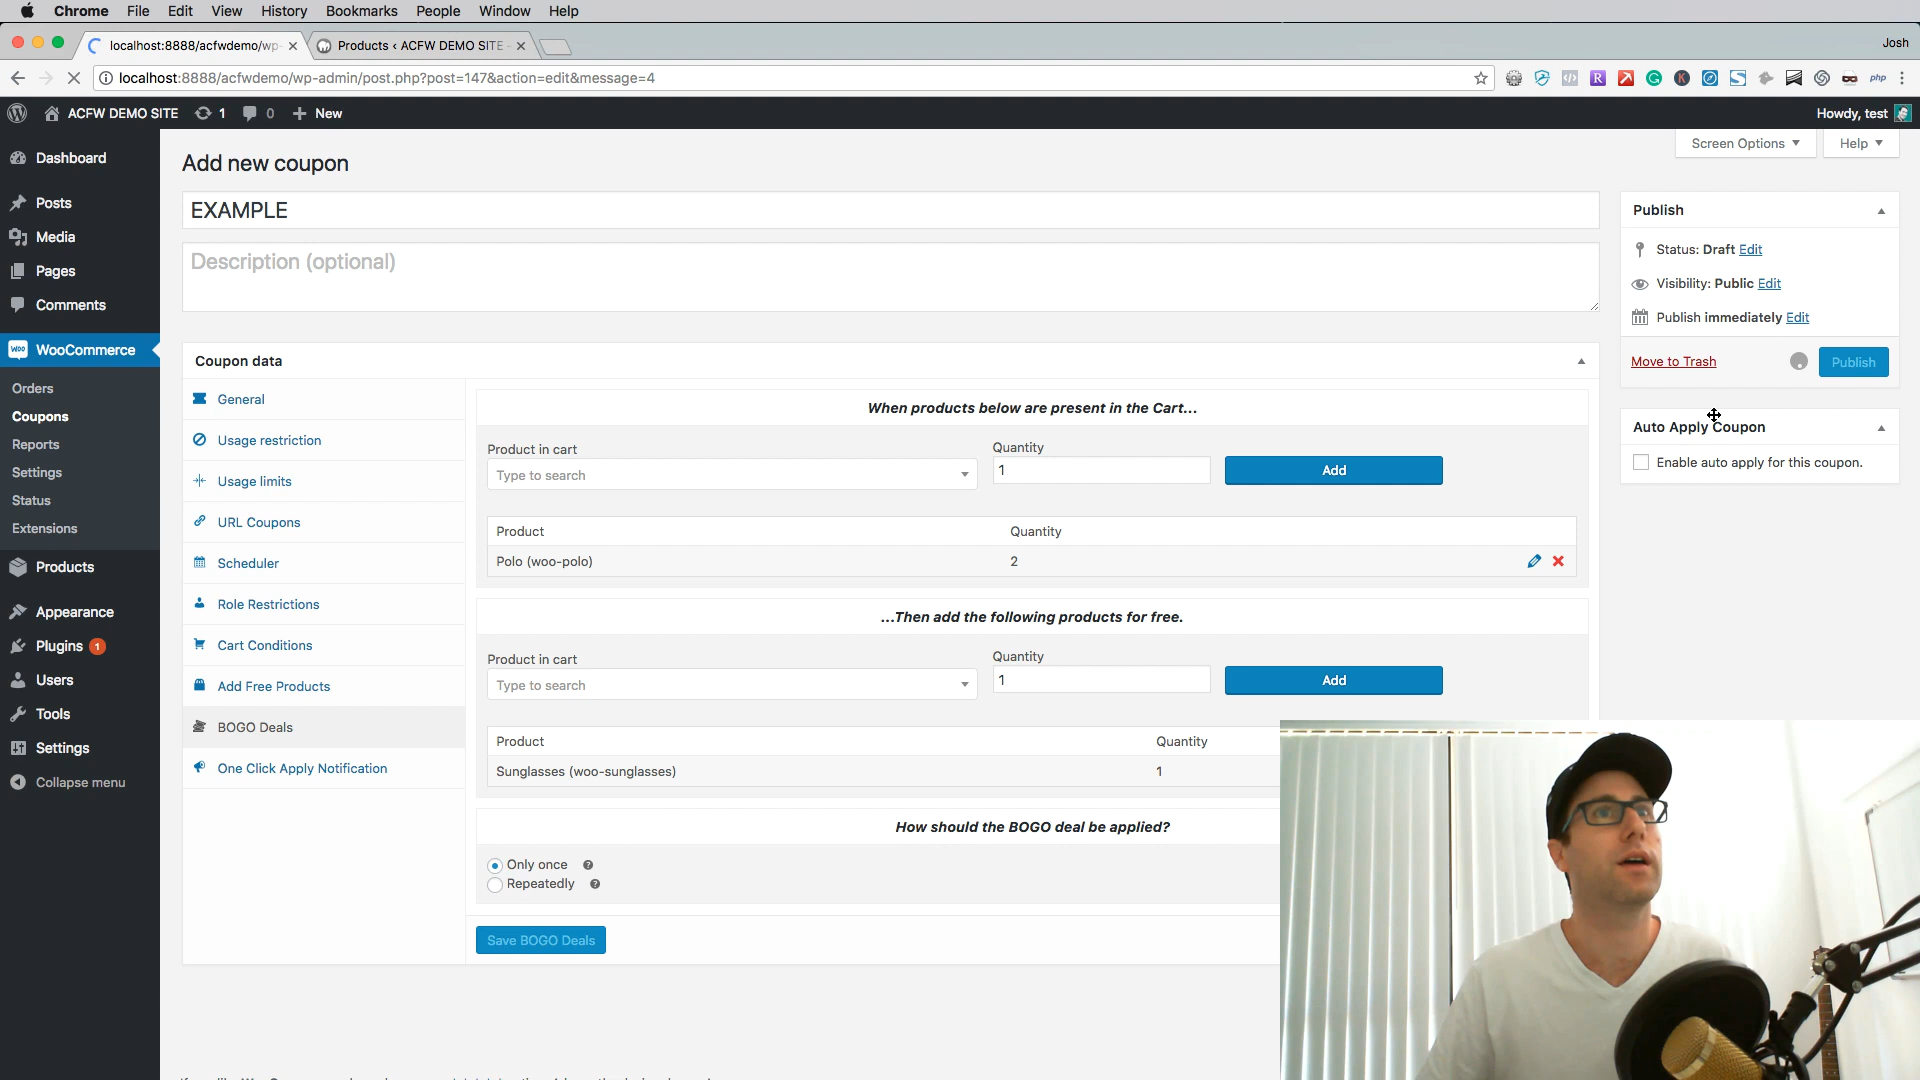 Chrome File Edit View History Bookmarks People Window Help
localhost:8888/acfwdemo/wp- Products ‹ ACFW DEMO SITE Josh
localhost:8888/acfwdemo/wp-admin/post.php?post=147&action=edit&message=4
ACFW DEMO SITE 1 0 + New Howdy, test
Screen Options Help
Dashboard
Posts
Media
Pages
Comments
WooCommerce
Orders
Coupons
Reports
Settings
Status
Extensions
Products
Appearance
Plugins 1
Users
Tools
Settings
Collapse menu
Add new coupon
EXAMPLE
Description (optional)
Coupon data
General
Usage restriction
Usage limits
URL Coupons
Scheduler
Role Restrictions
Cart Conditions
Add Free Products
BOGO Deals
One Click Apply Notification
When products below are present in the Cart...
Product in cart Quantity
Type to search 1 Add
Product Quantity
Polo (woo-polo) 2
...Then add the following products for free.
Product in cart Quantity
Type to search 1 Add
Product Quantity
Sunglasses (woo-sunglasses) 1
How should the BOGO deal be applied?
Only once ?
Repeatedly ?
Save BOGO Deals
Publish
Status: Draft Edit
Visibility: Public Edit
Publish immediately Edit
Move to Trash Publish
Auto Apply Coupon
Enable auto apply for this coupon.